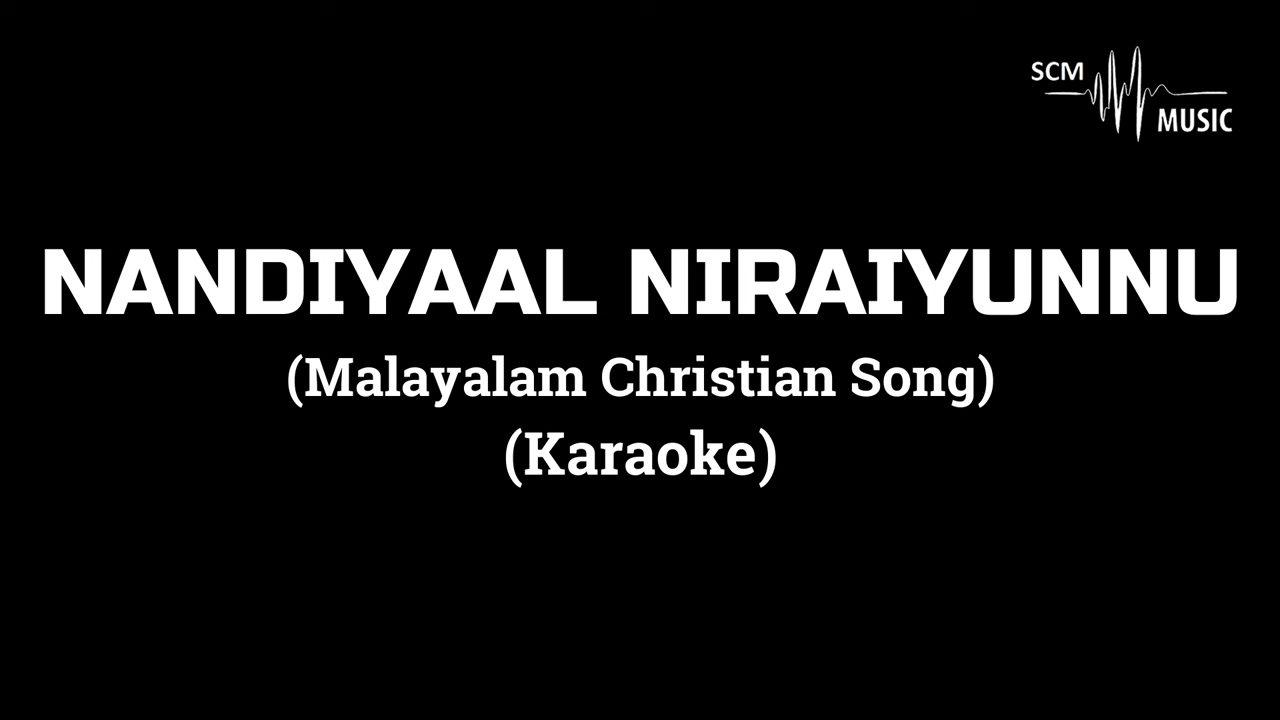 SCM
MUSIC
NANDIYAAL NIRAIYUNNU
(Malayalam Christian Song)
(Karaoke)